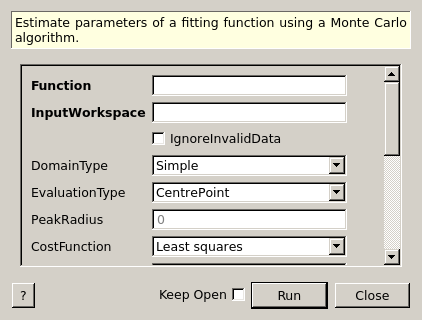 Estimate parameters of a fitting function using a Monte Carlo
algorithm.
Function
InputWorkspace
IgnoreInvalidData
DomainType Simple
EvaluationType CentrePoint
PeakRadius 0
CostFunction Least squares
? Keep Open Run Close